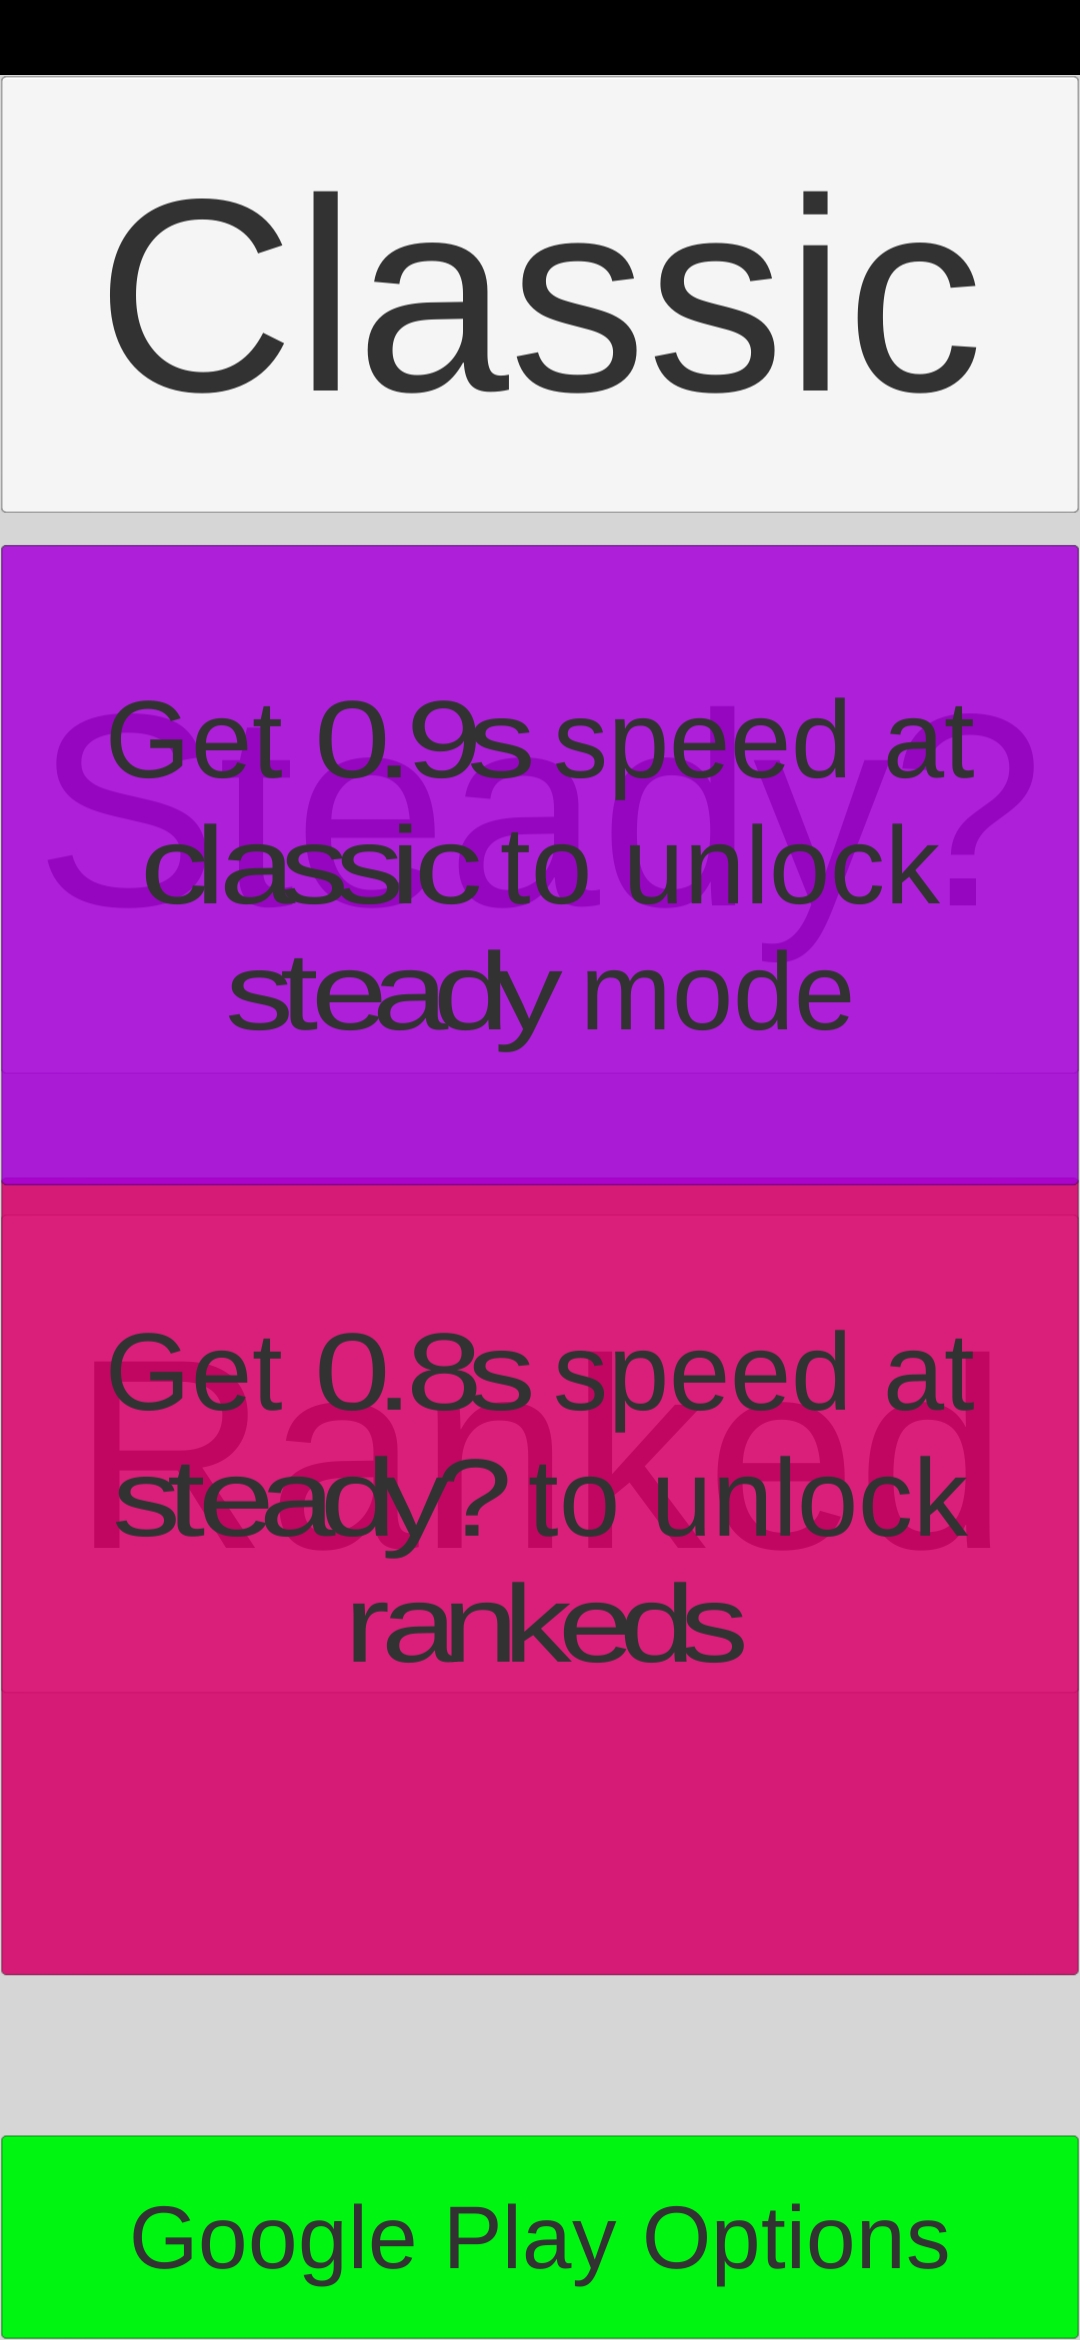 Classic
Steady?
Get 0.9s speed at
classic to unlock
steady mode
Ranked
Get 0.8s speed at
steady? to unlock
rankeds
Google Play Options